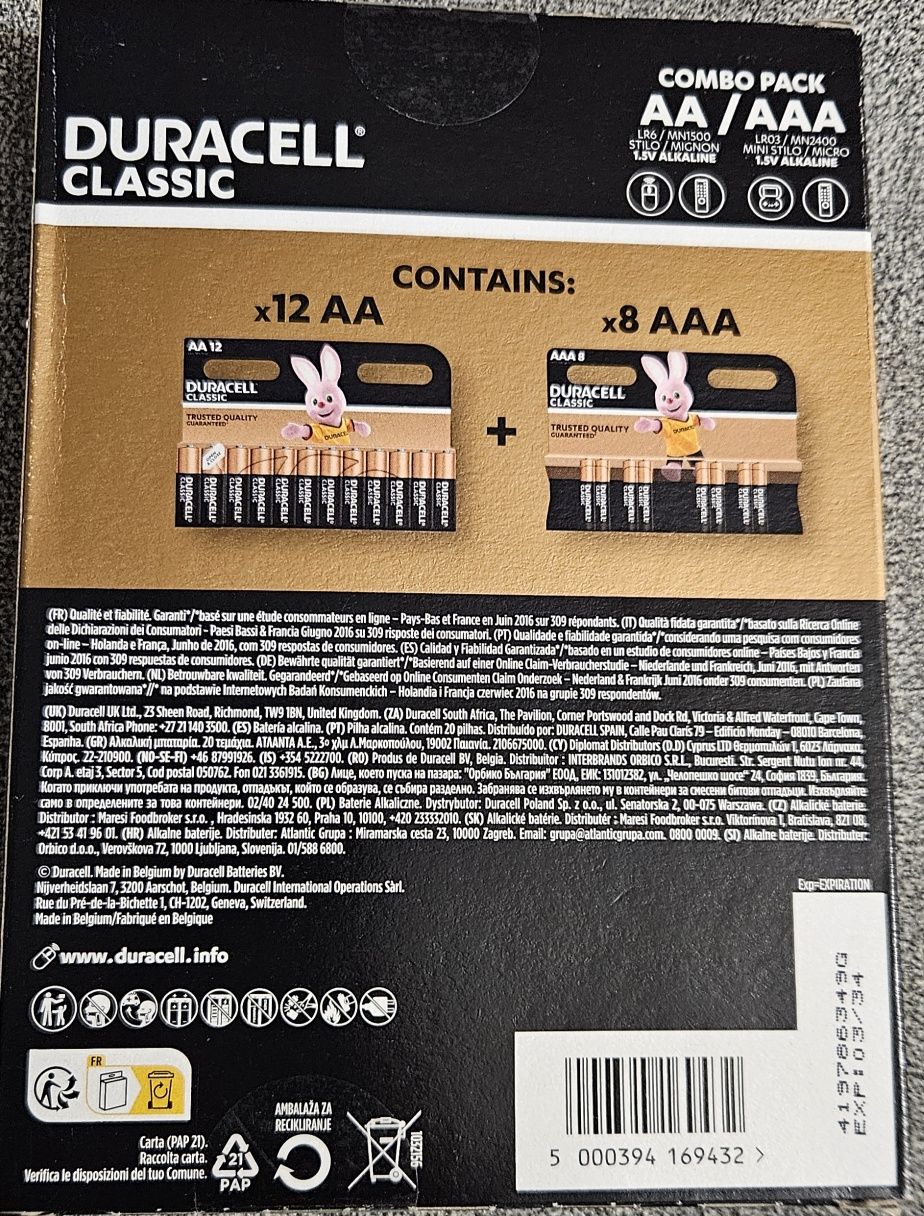 COMBO PACK
AA / AAA
LR6 / MN1500
STILO / MIGNON
1.5V ALKALINE
LR03 / MN2400
MINI STILO / MICRO
1.5V ALKALINE
DURACELL®
CLASSIC
CONTAINS:
x12 AA
x8 AAA
AA 12
DURACELL
CLASSIC
TRUSTED QUALITY
GUARANTEED*
+
AAA 8
DURACELL
CLASSIC
TRUSTED QUALITY
GUARANTEED*
(FR) Qualité et fiabilité. Garanti*/*basé sur une étude consommateurs en ligne – Pays-Bas et France en Juin 2016 sur 309 répondants. (IT) Qualità fidata garantita*/*basato sulla Ricerca Online
delle Dichiarazioni dei Consumatori - Paesi Bassi & Francia Giugno 2016 su 309 risposte dei consumatori. (PT) Qualidade e fiabilidade garantida*/*considerando uma pesquisa com consumidores
on-line – Holanda e França, Junho de 2016, com 309 respostas de consumidores. (ES) Calidad y Fiabilidad Garantizada*/*basado en un estudio de consumidores online – Países Bajos y Francia
junio 2016 con 309 respuestas de consumidores. (DE) Bewährte qualität garantiert*/*Basierend auf einer Online Claim-Verbraucherstudie – Niederlande und Frankreich, Juni 2016, mit Antworten
von 309 Verbrauchern. (NL) Betrouwbare kwaliteit. Gegarandeerd*/*Gebaseerd op Online Consumenten Claim Onderzoek – Nederland & Frankrijk Juni 2016 onder 309 consumenten. (PL) Zaufana
jakość gwarantowana*//* na podstawie Internetowych Badań Konsumenckich – Holandia i Francja czerwiec 2016 na grupie 309 respondentów.
(UK) Duracell UK Ltd., 23 Sheen Road, Richmond, TW9 1BN, United Kingdom. (ZA) Duracell South Africa, The Pavilion, Corner Portswood and Dock Rd, Victoria & Alfred Waterfront, Cape Town,
8001, South Africa Phone: +27 21 140 3500. (ES) Batería alcalina. (PT) Pilha alcalina. Contém 20 pilhas. Distribuído por: DURACELL SPAIN, Calle Pau Claris 79 – Edificio Monday – 08010 Barcelona,
Espanha. (GR) Αλκαλική μπαταρία. 20 τεμάχια. ΑΤΛΑΝΤΑ Α.Ε., 3ο χλμ Λ.Μαρκοπούλου, 19002 Παιανία. 2106675000. (CY) Diplomat Distributors (D.D) Cyprus LTD Θερμοπυλών 1, 6023 Λάρνακα,
Κύπρος. 22-210900. (NO-SE-FI) +46 87991926. (IS) +354 5222700. (RO) Produs de Duracell BV, Belgia. Distribuitor : INTERBRANDS ORBICO S.R.L., Bucuresti. Str. Sergent Nutu Ion nr. 44,
Corp A. etaj 3, Sector 5, Cod postal 050762. Fon 021 3361915. (BG) Лице, което пуска на пазара: "Орбико България" ЕООД, ЕИК: 131012382, ул. „Челопешко шосе" 24, София 1839, България.
Когато приключи употребата на продукта, отпадъкът, който се образува, се събира разделно. Забранява се изхвърлянето му в контейнери за смесени битови отпадъци. Изхвърляйте
само в определените за това контейнери. 02/40 24 500. (PL) Baterie Alkaliczne. Dystrybutor: Duracell Poland Sp. z o.o., ul. Senatorska 2, 00-075 Warszawa. (CZ) Alkalické baterie.
Distributor : Maresi Foodbroker s.r.o. , Hradesinska 1932 60, Praha 10, 10100, +420 233332010. (SK) Alkalické batérie. Distributér : Maresi Foodbroker s.r.o. Viktorínova 1, Bratislava, 821 08,
+421 53 41 96 01. (HR) Alkalne baterije. Distributer: Atlantic Grupa : Miramarska cesta 23, 10000 Zagreb. Email: grupa@atlanticgrupa.com. 0800 0009. (SI) Alkalne baterije. Distributer:
Orbico d.o.o., Verovškova 72, 1000 Ljubljana, Slovenija. 01/588 6800.
© Duracell. Made in Belgium by Duracell Batteries BV.
Nijverheidslaan 7, 3200 Aarschot, Belgium. Duracell International Operations Sàrl.
Rue du Pré-de-la-Bichette 1, CH-1202, Geneva, Switzerland.
Made in Belgium/Fabriqué en Belgique
Exp=EXPIRATION
www.duracell.info
419786349G
EXP:03/34
FR
AMBALAŽA ZA
RECIKLIRANJE
Carta (PAP 21).
Raccolta carta.
Verifica le disposizioni del tuo Comune.
21
PAP
5 000394 169432 >